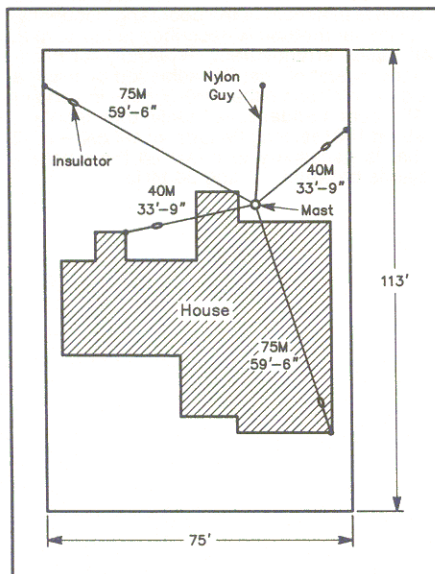 75M
59'-6"
Nylon
Guy
Insulator
40M
33'-9"
40M
33'-9"
Mast
House
113'
75M
59'-6"
75'